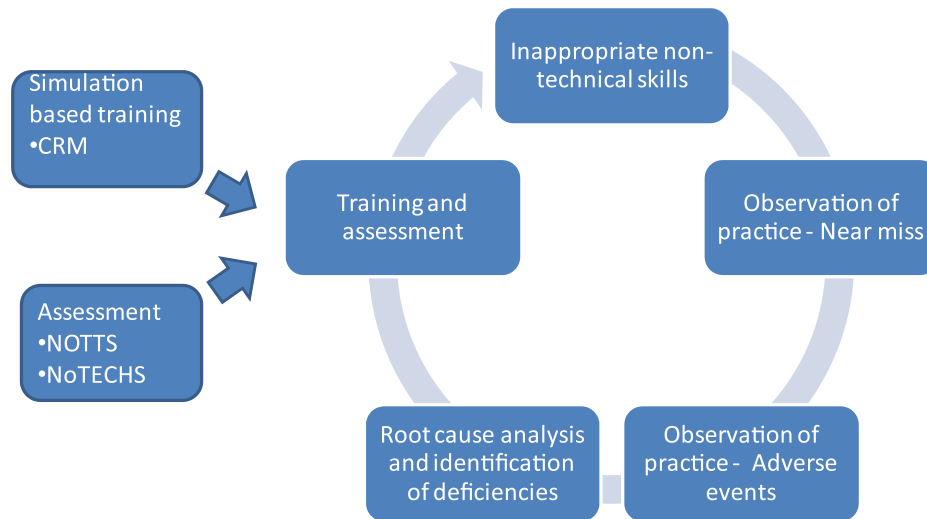 Simulation
based training
•CRM
Assessment
•NOTTS
•NoTECHS
Training and
assessment
Inappropriate non-
technical skills
Observation of
practice - Near miss
Observation of
practice - Adverse
events
Root cause analysis
and identification
of deficiencies